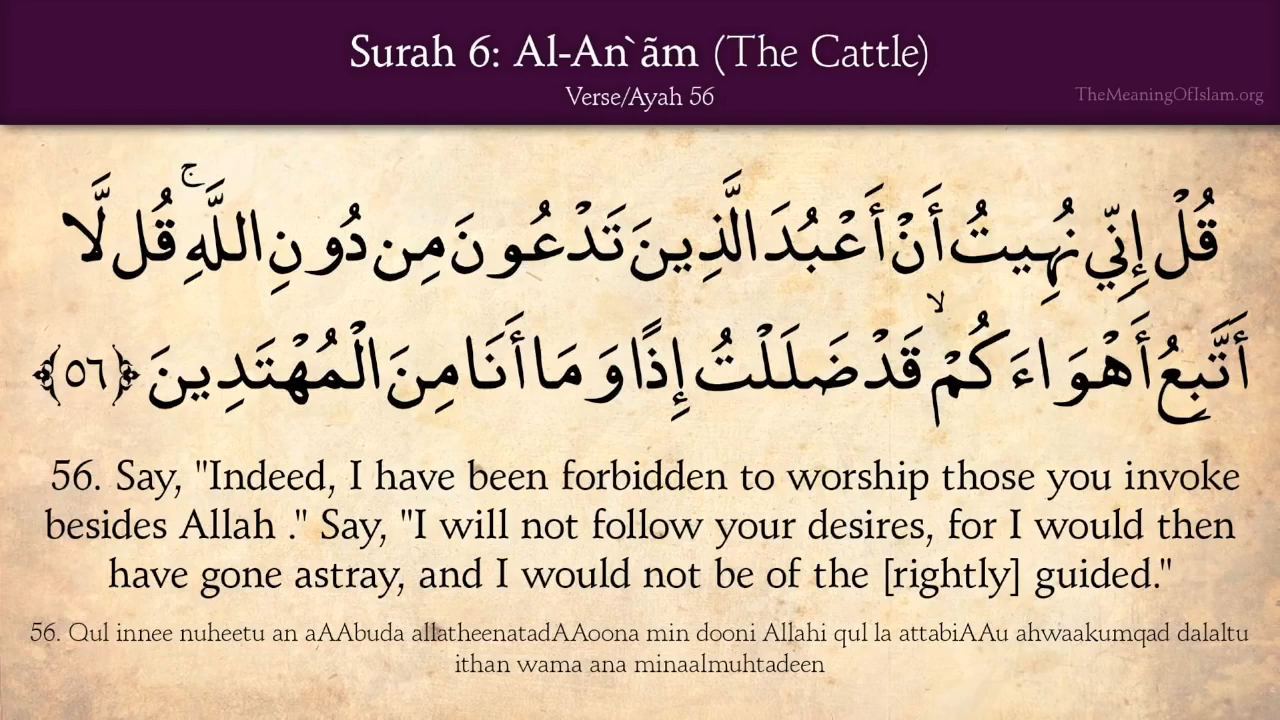 Surah 6: Al-An`ãm (The Cattle)
Verse/Ayah 56
TheMeaningOfIslam.org
قُلْ إِنِّي نُهِيتُ أَنْ أَعْبُدَ الَّذِينَ تَدْعُونَ مِن دُونِ اللَّهِ ۚ قُل لَّا
أَتَّبِعُ أَهْوَاءَكُمْ ۙ قَدْ ضَلَلْتُ إِذًا وَمَا أَنَا مِنَ الْمُهْتَدِينَ ﴿٥٦﴾
56. Say, "Indeed, I have been forbidden to worship those you invoke
besides Allah ." Say, "I will not follow your desires, for I would then
have gone astray, and I would not be of the [rightly] guided."
56. Qul innee nuheetu an aAAbuda allatheenatadAAoona min dooni Allahi qul la attabiAAu ahwaakumqad dalaltu
ithan wama ana minaalmuhtadeen